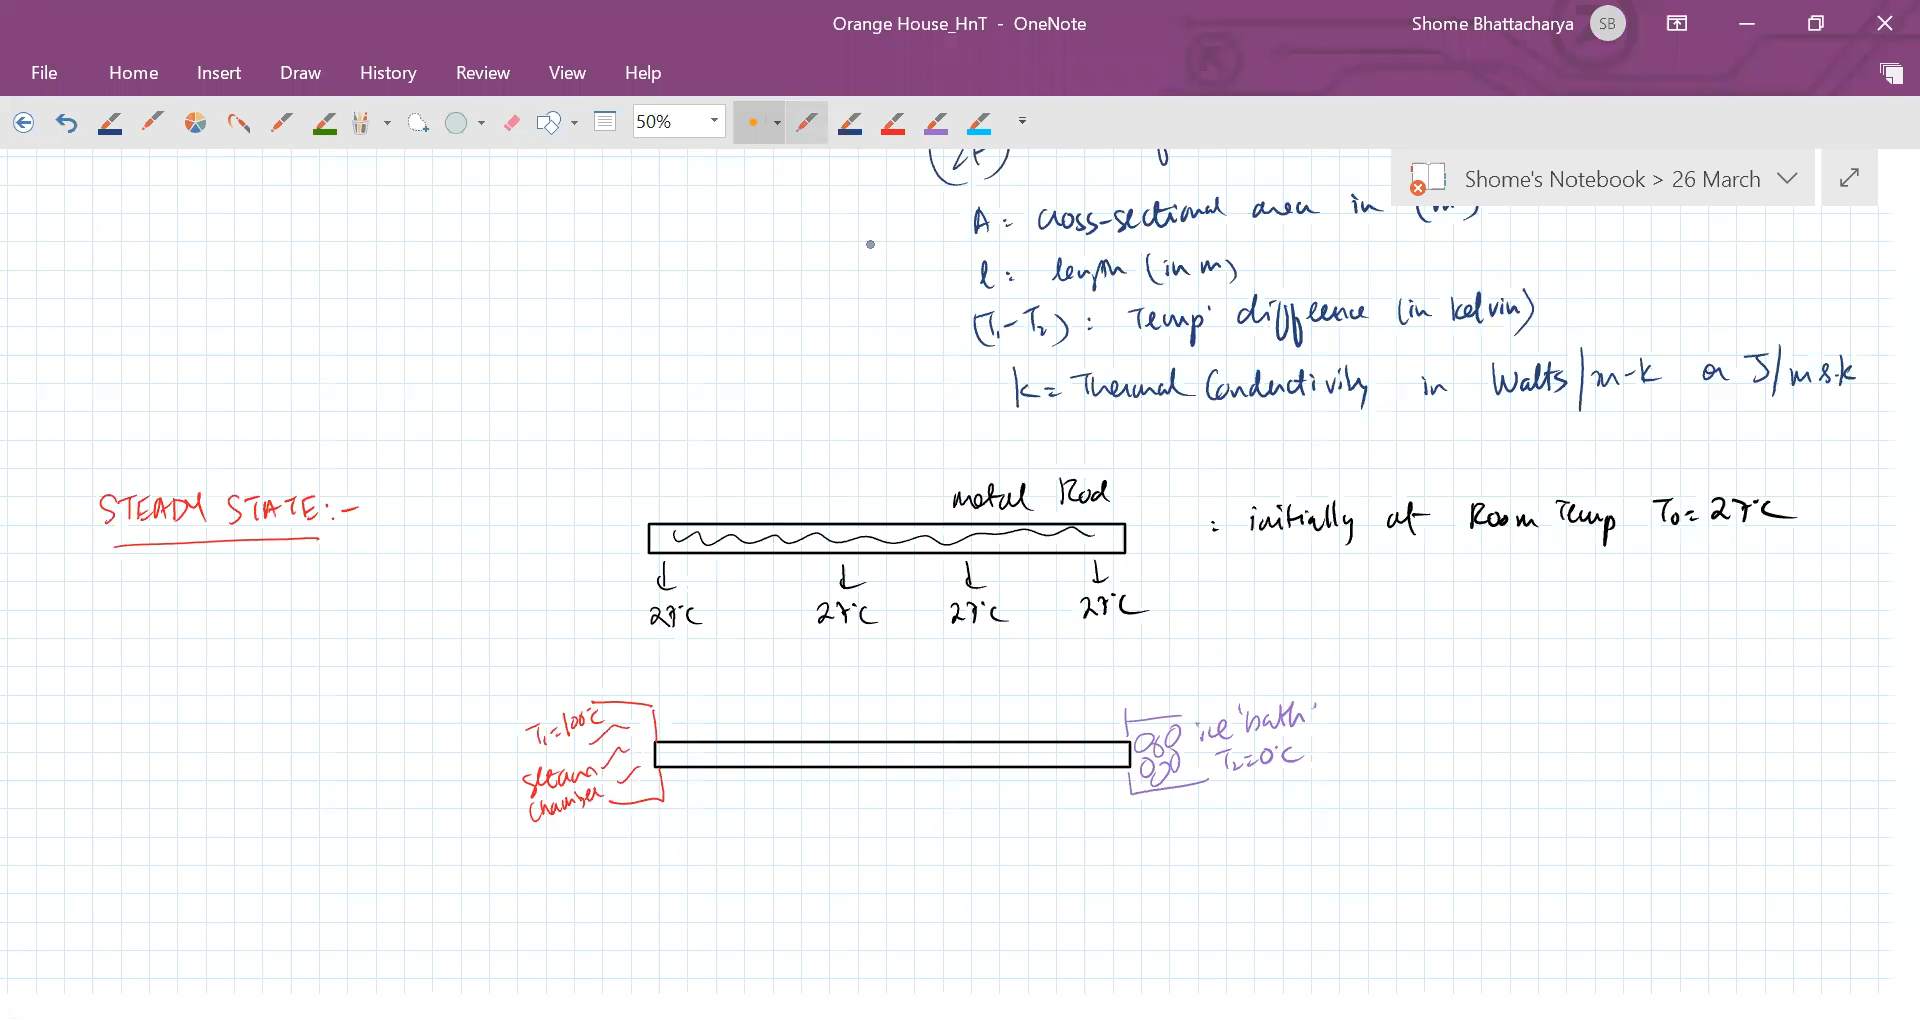 Orange House_HnT - OneNote
Shome Bhattacharya SB
File Home Insert Draw History Review View Help
50%
Shome's Notebook > 26 March
A: cross-sectional area in
l: length (in m)
(T₁-T₂): Temp. difference (in kelvin)
k = Thermal Conductivity in Watts/m-k or J/m s.k
STEADY STATE:-
metal Rod
: initially at Room Temp T₀=27°C
27°C 27°C 27°C 27°C
T₁=100°C
steam
chamber
ice 'bath'
T₂=0°C